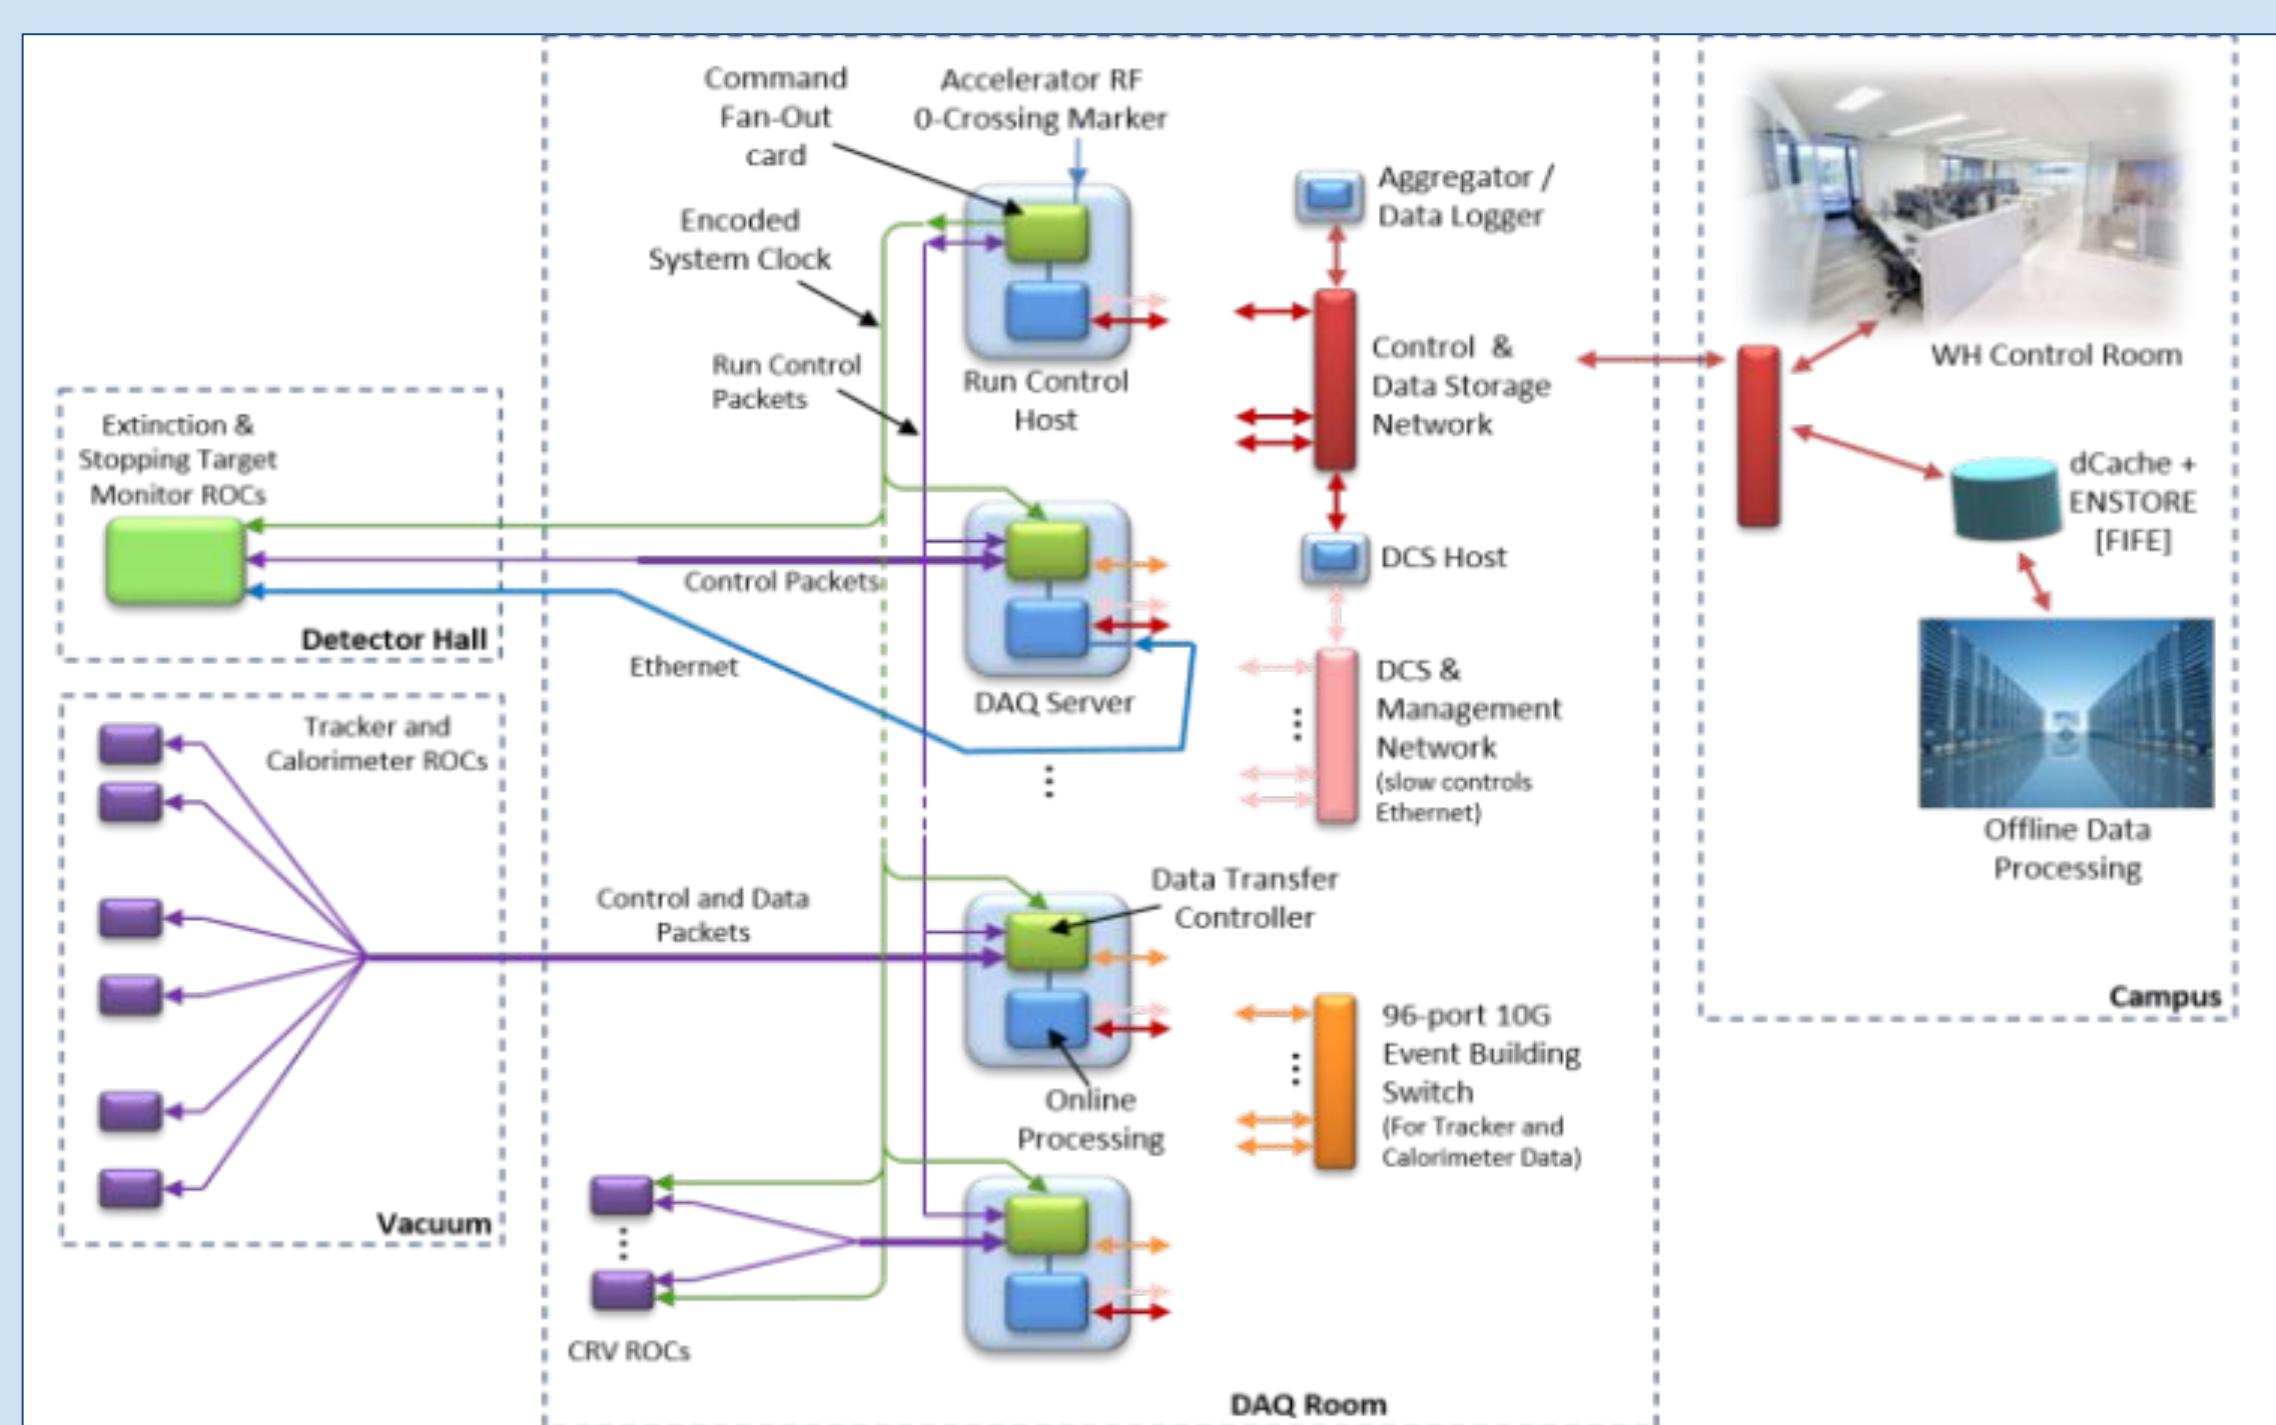 Command
Fan-Out
card
Accelerator RF
0-Crossing Marker
Encoded
System Clock
Run Control
Packets
Run Control
Host
Aggregator /
Data Logger
Control &
Data Storage
Network
WH Control Room
dCache +
ENSTORE
[FIFE]
Offline Data
Processing
Campus
Extinction &
Stopping Target
Monitor ROCs
Detector Hall
Control Packets
Ethernet
DAQ Server
DCS Host
DCS &
Management
Network
(slow controls
Ethernet)
Tracker and
Calorimeter ROCs
Vacuum
Control and Data
Packets
Data Transfer
Controller
Online
Processing
96-port 10G
Event Building
Switch
(For Tracker and
Calorimeter Data)
CRV ROCs
DAQ Room